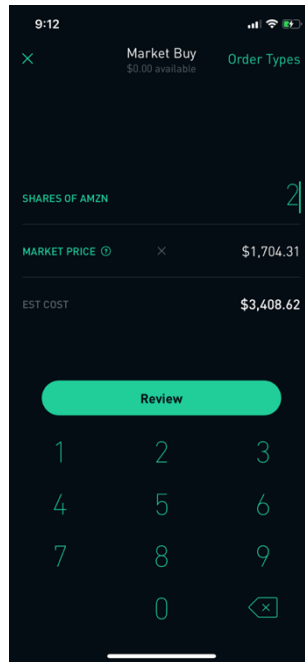 9:12
Market Buy
$0.00 available
Order Types
SHARES OF AMZN 2
MARKET PRICE ? × $1,704.31
EST COST $3,408.62
Review
1 2 3
4 5 6
7 8 9
0